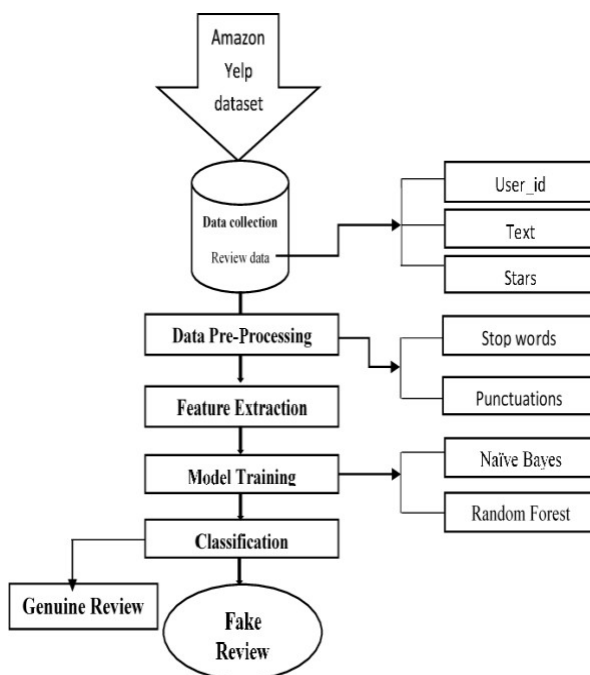 Amazon
Yelp
dataset
Data collection
Review data
User_id
Text
Stars
Data Pre-Processing
Stop words
Punctuations
Feature Extraction
Model Training
Naïve Bayes
Random Forest
Classification
Genuine Review
Fake
Review